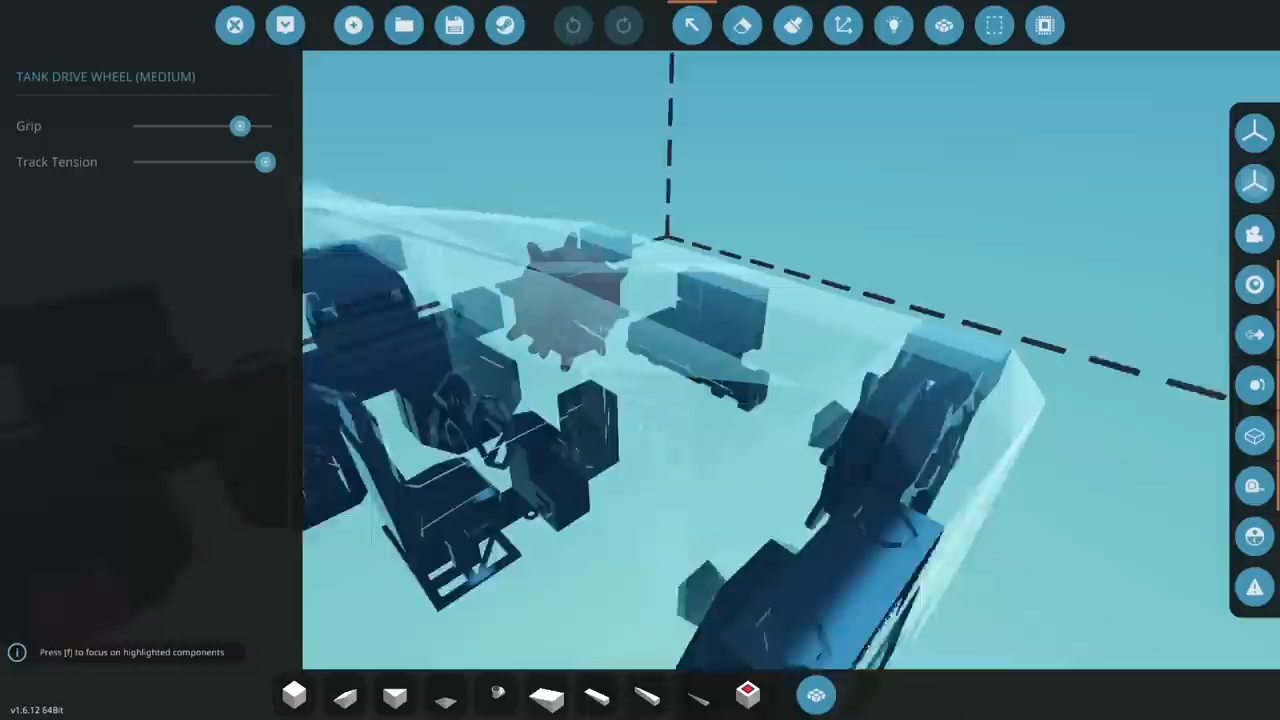 TANK DRIVE WHEEL (MEDIUM)
Grip
Track Tension
Press [f] to focus on highlighted components
v1.6.12 64Bit